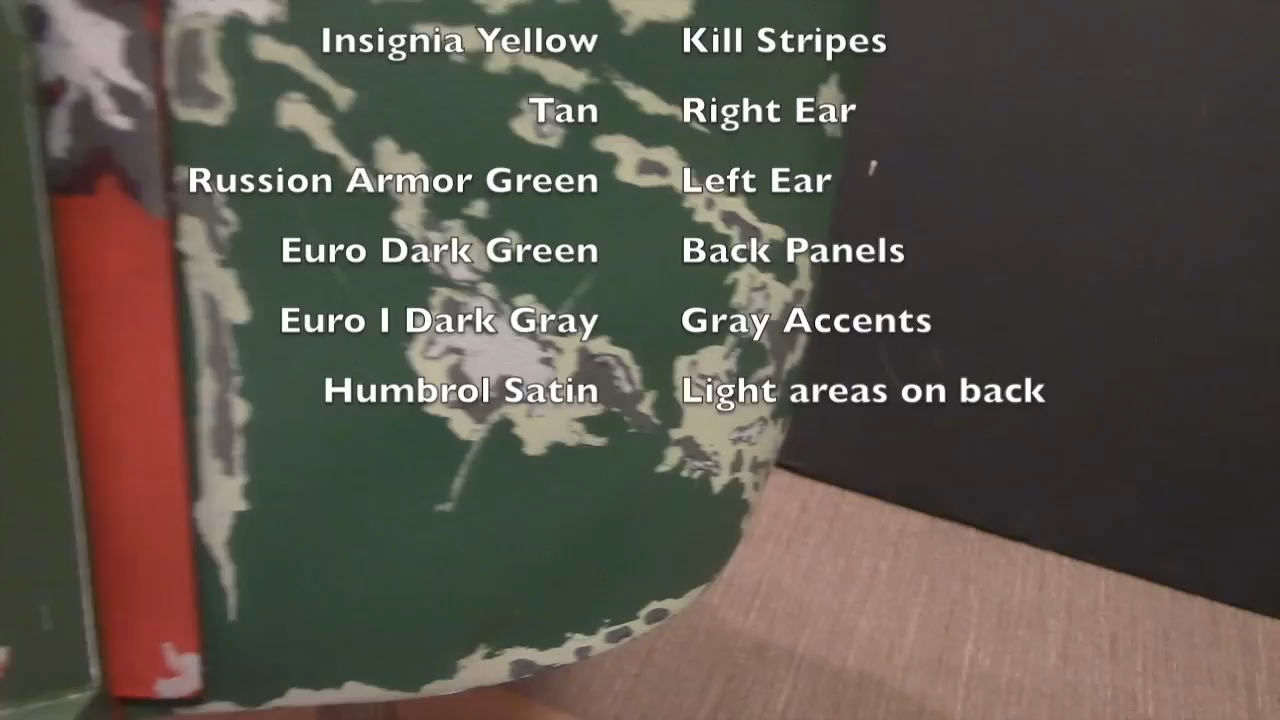 Insignia Yellow Kill Stripes
Tan Right Ear
Russion Armor Green Left Ear
Euro Dark Green Back Panels
Euro I Dark Gray Gray Accents
Humbrol Satin Light areas on back